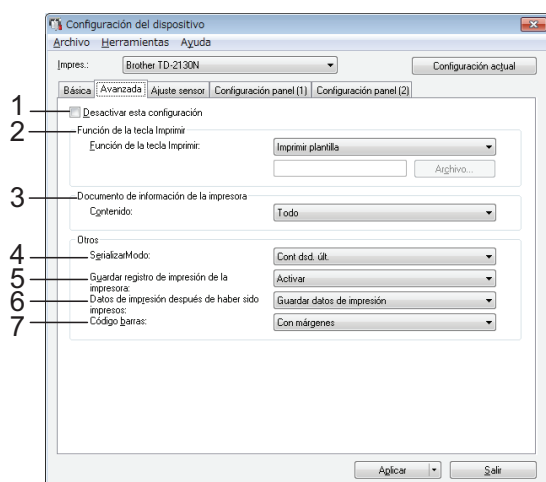 Configuración del dispositivo
Archivo Herramientas Ayuda
Impres.: Brother TD-2130N Configuración actual
Básica Avanzada Ajuste sensor Configuración panel (1) Configuración panel (2)
1 Desactivar esta configuración
2 Función de la tecla Imprimir
Función de la tecla Imprimir: Imprimir plantilla
Archivo...
3 Documento de información de la impresora
Contenido: Todo
Otros
4 SerializarModo: Cont dsd. últ.
5 Guardar registro de impresión de la impresora: Activar
6 Datos de impresión después de haber sido impresos: Guardar datos de impresión
7 Código barras: Con márgenes
Aplicar Salir